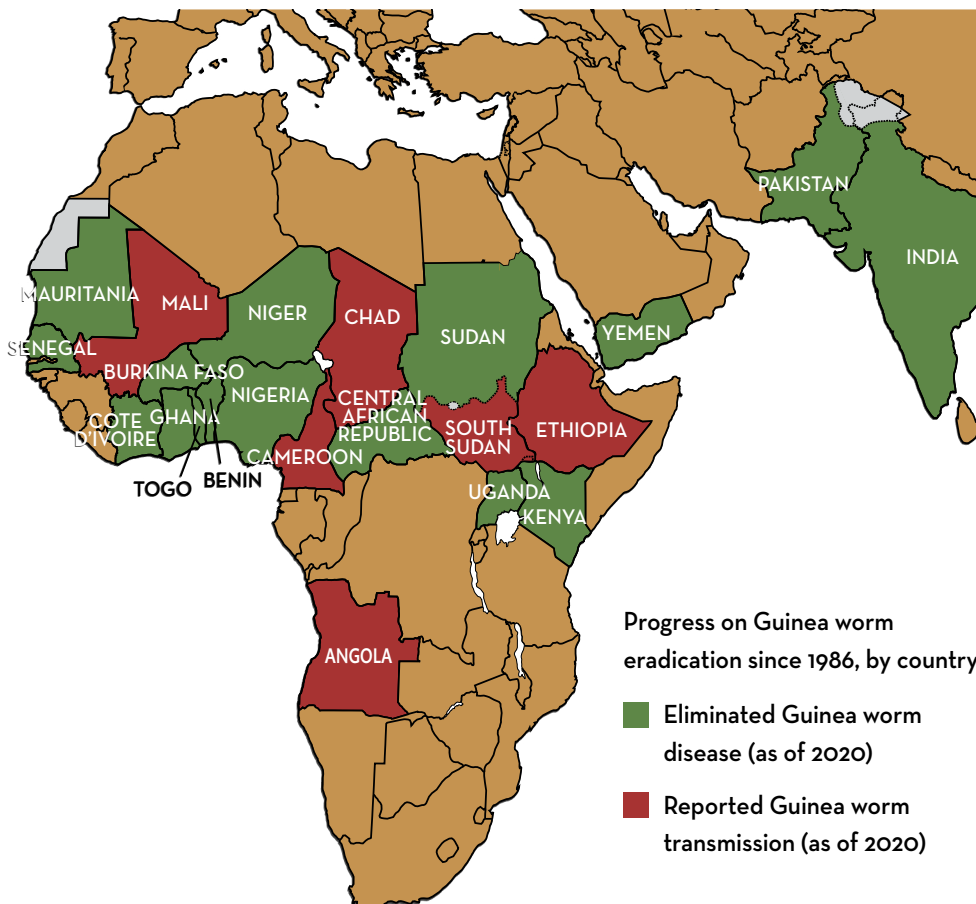 PAKISTAN
INDIA
MAURITANIA
MALI
NIGER
CHAD
SUDAN
YEMEN
SENEGAL
BURKINA FASO
NIGERIA
CENTRAL
AFRICAN
REPUBLIC
CÔTE
D'IVOIRE
GHANA
SOUTH
SUDAN
ETHIOPIA
CAMEROON
TOGO
BENIN
UGANDA
KENYA
ANGOLA
Progress on Guinea worm
eradication since 1986, by country
Eliminated Guinea worm
disease (as of 2020)
Reported Guinea worm
transmission (as of 2020)